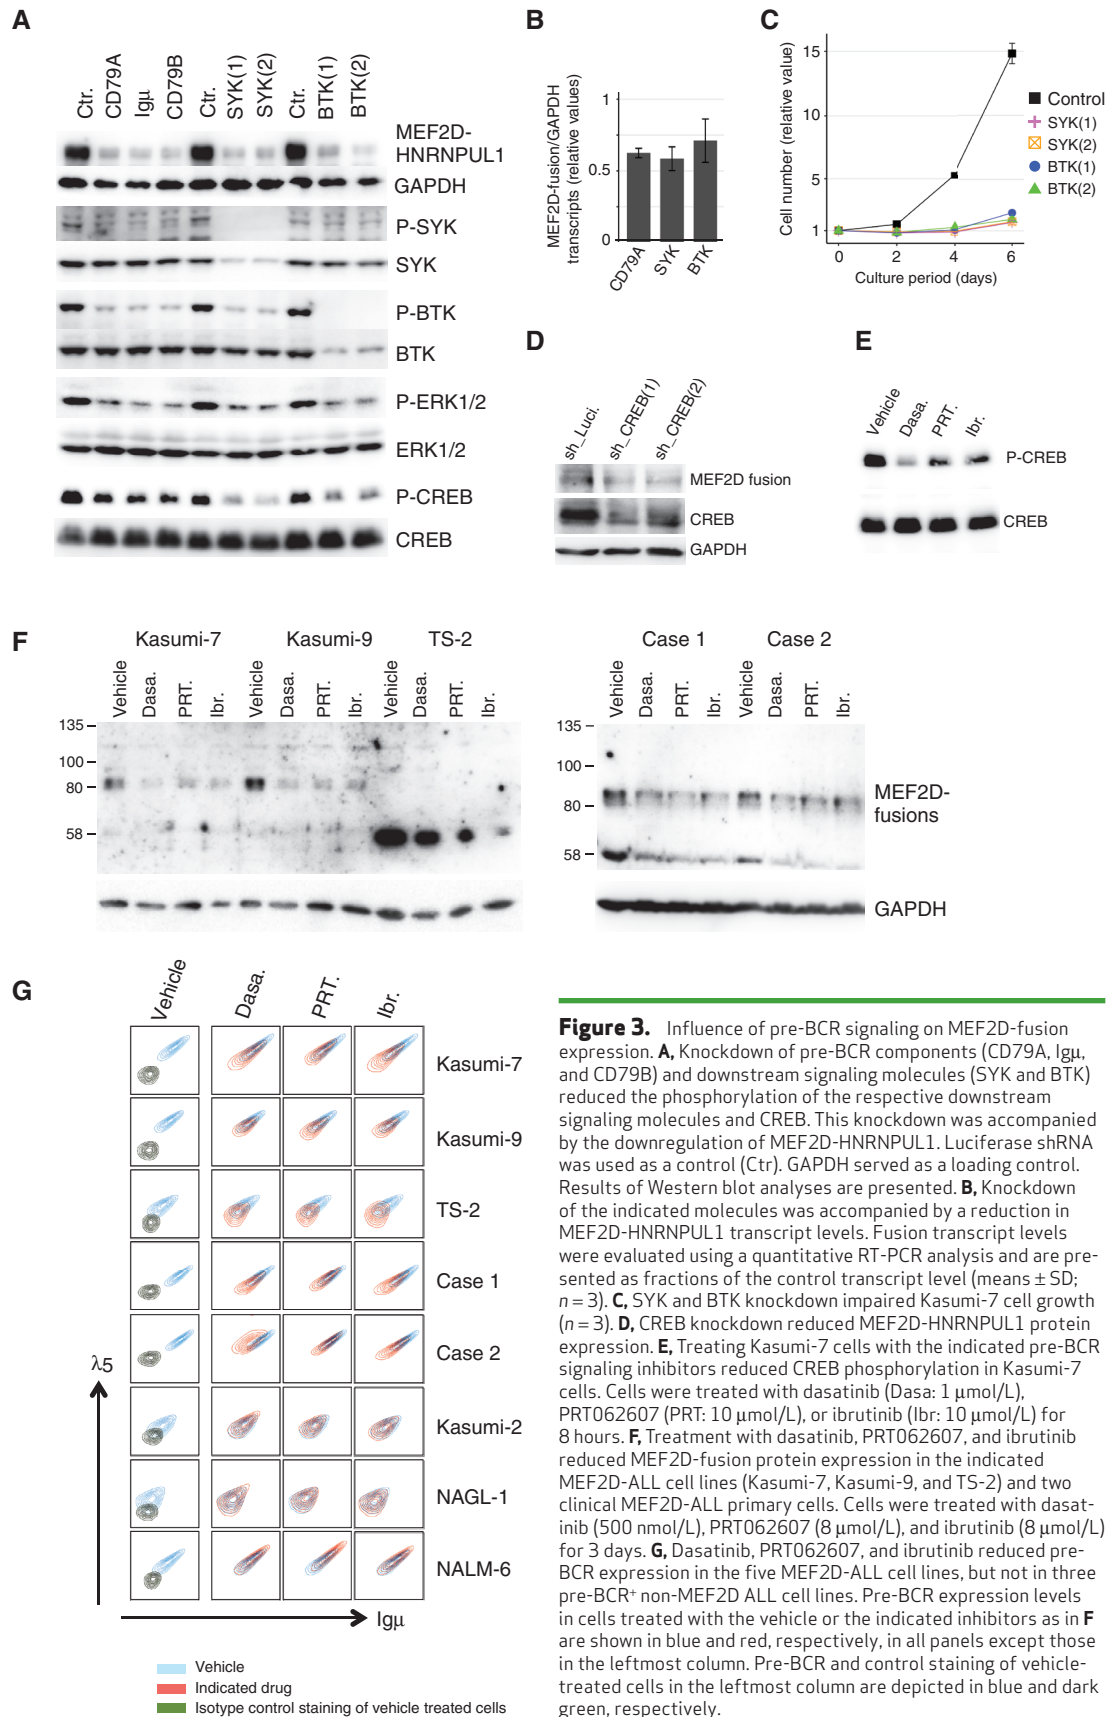 A
Ctr.
CD79A
Igμ
CD79B
Ctr.
SYK(1)
SYK(2)
Ctr.
BTK(1)
BTK(2)
MEF2D-
HNRNPUL1
GAPDH
P-SYK
SYK
P-BTK
BTK
P-ERK1/2
ERK1/2
P-CREB
CREB
B
MEF2D-fusion/GAPDH
transcripts (relative values)
1
0.5
0
CD79A
SYK
BTK
C
Cell number (relative value)
15
5
1
0
2
4
6
Culture period (days)
Control
SYK(1)
SYK(2)
BTK(1)
BTK(2)
D
sh_Luci.
sh_CREB(1)
sh_CREB(2)
MEF2D fusion
CREB
GAPDH
E
Vehicle
Dasa.
PRT.
Ibr.
P-CREB
CREB
F
Kasumi-7
Kasumi-9
TS-2
Vehicle
Dasa.
PRT.
Ibr.
Vehicle
Dasa.
PRT.
Ibr.
Vehicle
Dasa.
PRT.
Ibr.
135
100
80
58
Case 1
Case 2
Vehicle
Dasa.
PRT.
Ibr.
Vehicle
Dasa.
PRT.
Ibr.
135
100
80
58
MEF2D-
fusions
GAPDH
G
Vehicle
Dasa.
PRT.
Ibr.
Kasumi-7
Kasumi-9
TS-2
Case 1
Case 2
Kasumi-2
NAGL-1
NALM-6
λ5
Igμ
Vehicle
Indicated drug
Isotype control staining of vehicle treated cells
Figure 3. Influence of pre-BCR signaling on MEF2D-fusion
expression. A, Knockdown of pre-BCR components (CD79A, Igμ,
and CD79B) and downstream signaling molecules (SYK and BTK)
reduced the phosphorylation of the respective downstream
signaling molecules and CREB. This knockdown was accompanied
by the downregulation of MEF2D-HNRNPUL1. Luciferase shRNA
was used as a control (Ctr). GAPDH served as a loading control.
Results of Western blot analyses are presented. B, Knockdown
of the indicated molecules was accompanied by a reduction in
MEF2D-HNRNPUL1 transcript levels. Fusion transcript levels
were evaluated using a quantitative RT-PCR analysis and are pre-
sented as fractions of the control transcript level (means ± SD;
n = 3). C, SYK and BTK knockdown impaired Kasumi-7 cell growth
(n = 3). D, CREB knockdown reduced MEF2D-HNRNPUL1 protein
expression. E, Treating Kasumi-7 cells with the indicated pre-BCR
signaling inhibitors reduced CREB phosphorylation in Kasumi-7
cells. Cells were treated with dasatinib (Dasa: 1 μmol/L),
PRT062607 (PRT: 10 μmol/L), or ibrutinib (Ibr: 10 μmol/L) for
8 hours. F, Treatment with dasatinib, PRT062607, and ibrutinib
reduced MEF2D-fusion protein expression in the indicated
MEF2D-ALL cell lines (Kasumi-7, Kasumi-9, and TS-2) and two
clinical MEF2D-ALL primary cells. Cells were treated with dasat-
inib (500 nmol/L), PRT062607 (8 μmol/L), and ibrutinib (8 μmol/L)
for 3 days. G, Dasatinib, PRT062607, and ibrutinib reduced pre-
BCR expression in the five MEF2D-ALL cell lines, but not in three
pre-BCR⁺ non-MEF2D ALL cell lines. Pre-BCR expression levels
in cells treated with the vehicle or the indicated inhibitors as in F
are shown in blue and red, respectively, in all panels except those
in the leftmost column. Pre-BCR and control staining of vehicle-
treated cells in the leftmost column are depicted in blue and dark
green, respectively.